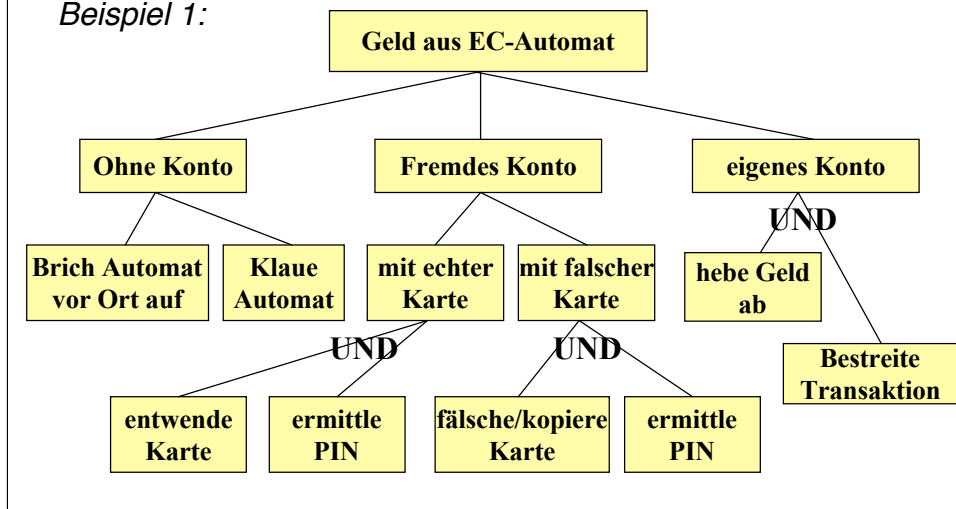 Beispiel 1:
Geld aus EC-Automat
Ohne Konto
Fremdes Konto
eigenes Konto
UND
Brich Automat
vor Ort auf
Klaue
Automat
mit echter
Karte
mit falscher
Karte
hebe Geld
ab
UND
UND
Bestreite
Transaktion
entwende
Karte
ermittle
PIN
fälsche/kopiere
Karte
ermittle
PIN